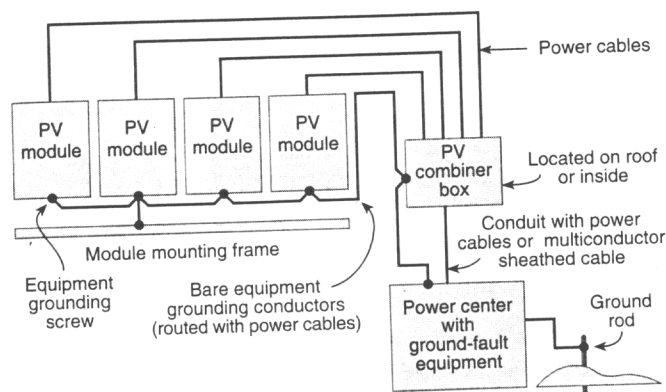 Power cables
PV
module
PV
module
PV
module
PV
module
PV
combiner
box
Located on roof
or inside
Module mounting frame
Conduit with power
cables or multiconductor
sheathed cable
Equipment
grounding
screw
Bare equipment
grounding conductors
(routed with power cables)
Power center
with
ground-fault
equipment
Ground
rod